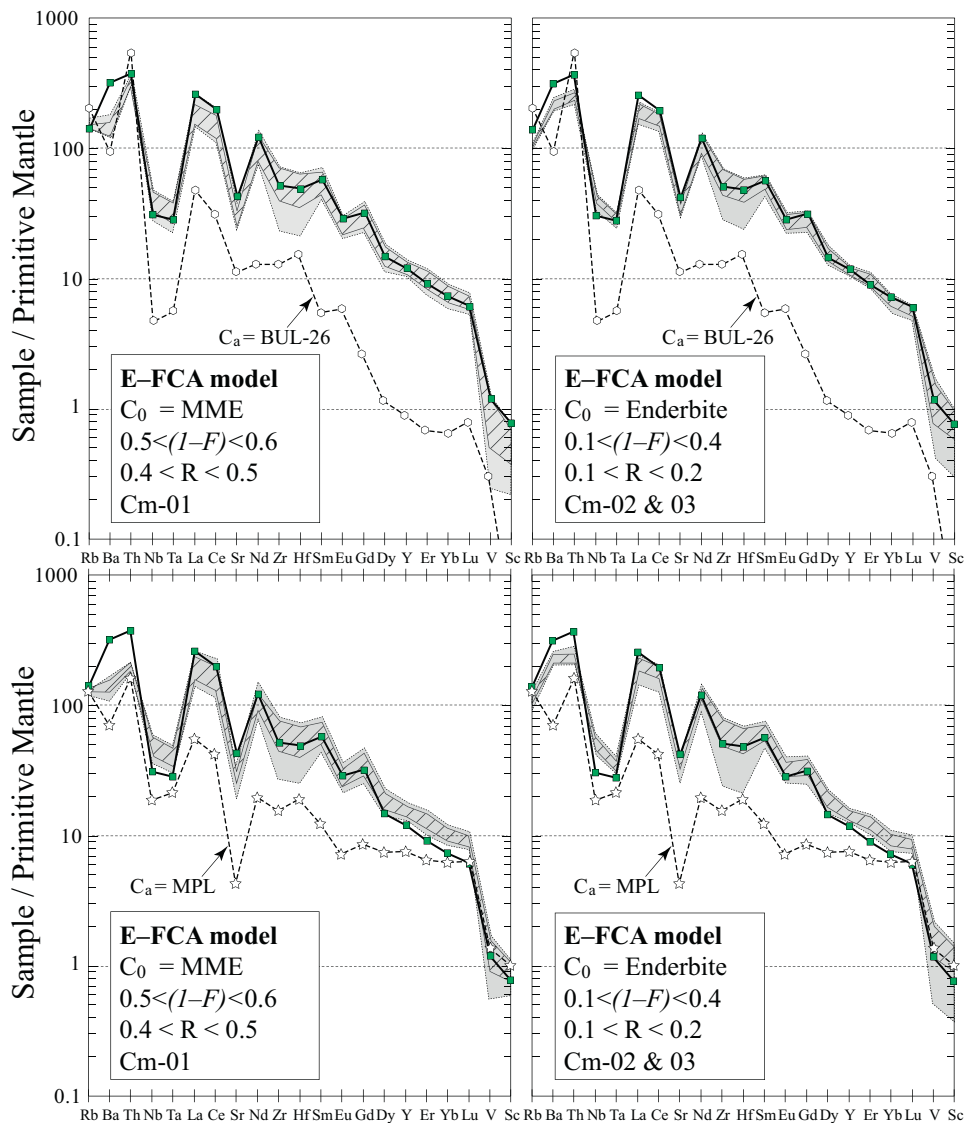 Sample / Primitive Mantle
1000
100
10
1
0.1
Ca = BUL-26
E–FCA model
C0 = MME
0.5<(1–F)<0.6
0.4 < R < 0.5
Cm-01
Rb Ba Th Nb Ta La Ce Sr Nd Zr Hf Sm Eu Gd Dy Y Er Yb Lu V Sc
Ca = BUL-26
E–FCA model
C0 = Enderbite
0.1<(1–F)<0.4
0.1 < R < 0.2
Cm-02 & 03
Rb Ba Th Nb Ta La Ce Sr Nd Zr Hf Sm Eu Gd Dy Y Er Yb Lu V Sc
Sample / Primitive Mantle
1000
100
10
1
0.1
Ca = MPL
E–FCA model
C0 = MME
0.5<(1–F)<0.6
0.4 < R < 0.5
Cm-01
Rb Ba Th Nb Ta La Ce Sr Nd Zr Hf Sm Eu Gd Dy Y Er Yb Lu V Sc
Ca = MPL
E–FCA model
C0 = Enderbite
0.1<(1–F)<0.4
0.1 < R < 0.2
Cm-02 & 03
Rb Ba Th Nb Ta La Ce Sr Nd Zr Hf Sm Eu Gd Dy Y Er Yb Lu V Sc